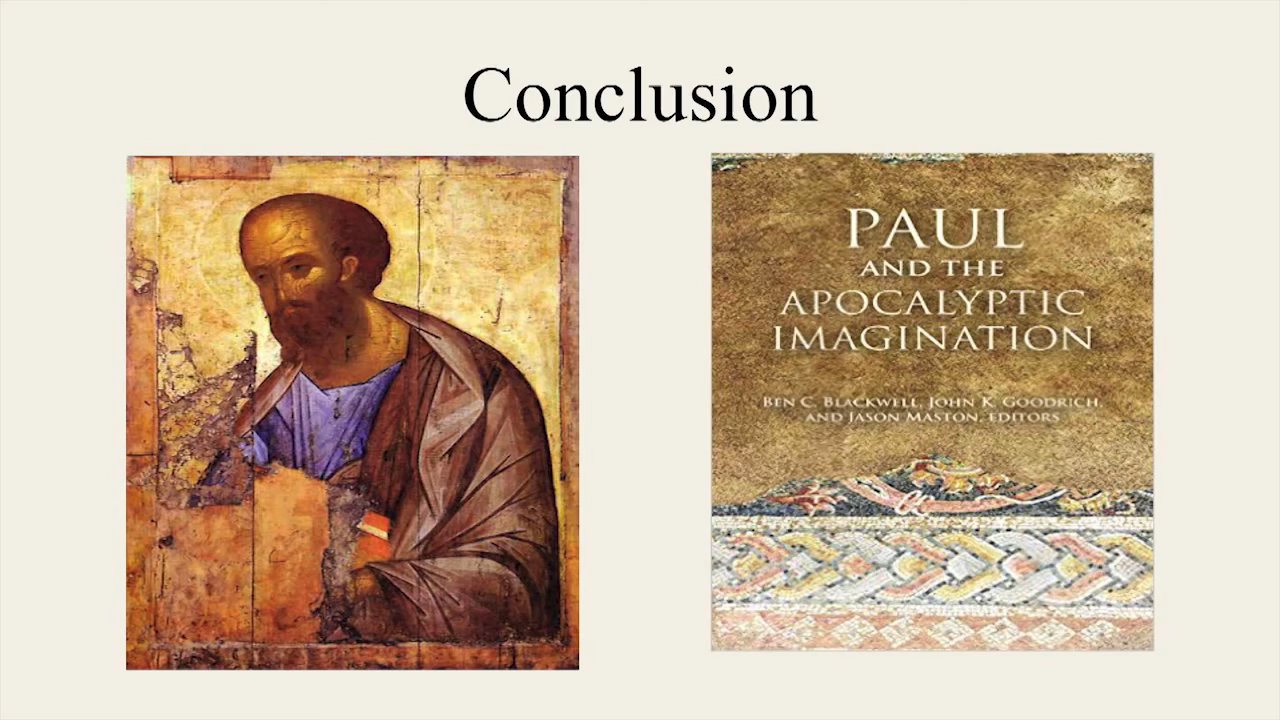 Conclusion
PAUL
AND THE
APOCALYPTIC
IMAGINATION
BEN C. BLACKWELL, JOHN K. GOODRICH,
AND JASON MASTON, EDITORS